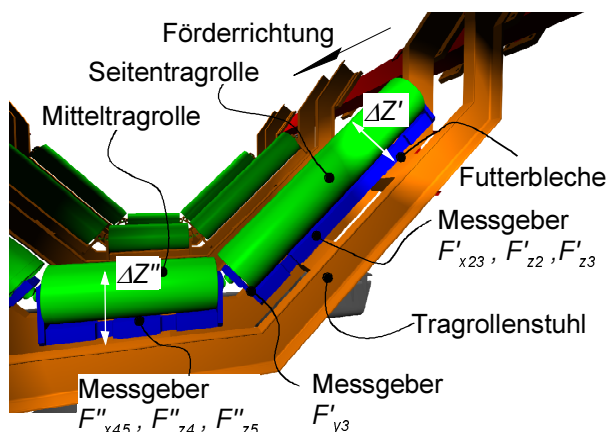 Förderrichtung
Seitentragrolle
Mitteltragrolle
ΔZ'
Futterbleche
Messgeber
F'x23 , F'z2 ,F'z3
ΔZ"
Tragrollenstuhl
Messgeber
F"x45 , F"z4 , F"z5
Messgeber
F'y3